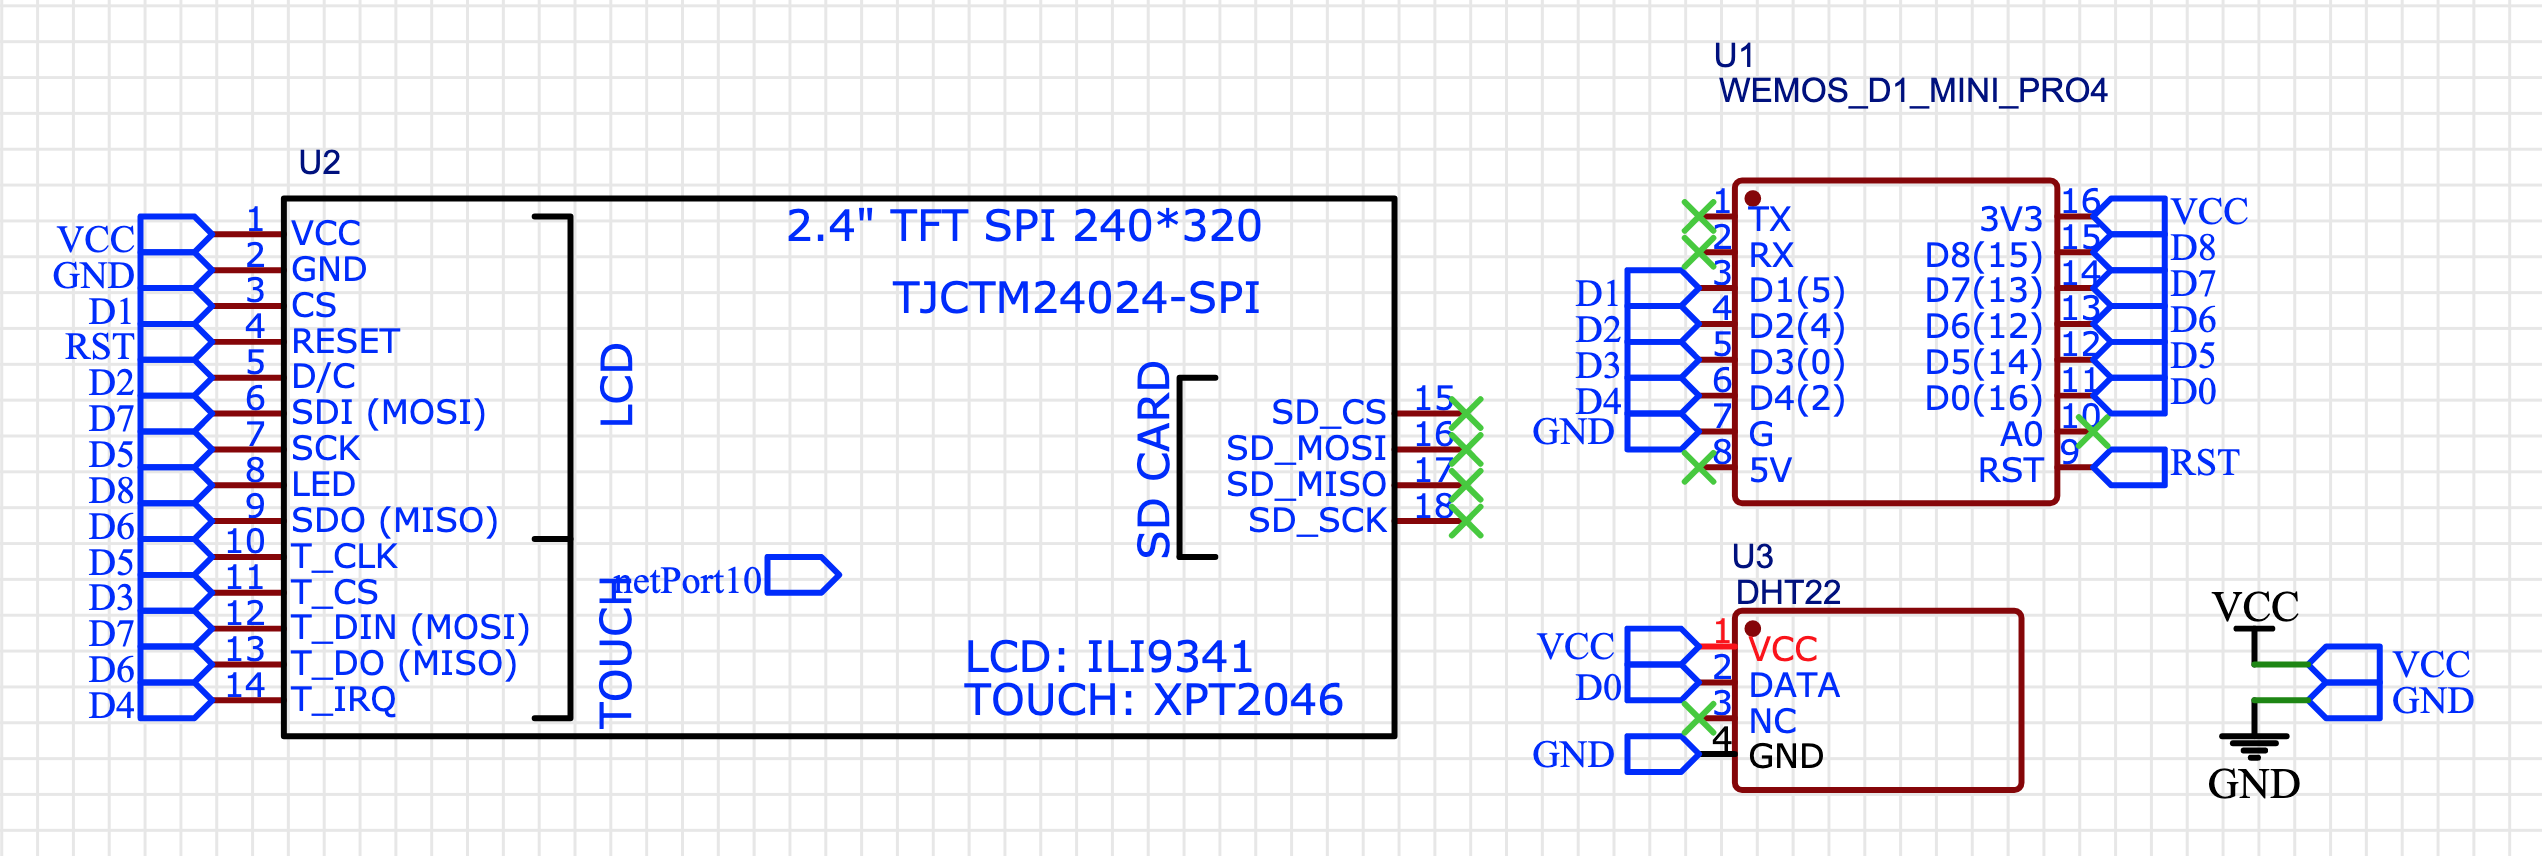 U2
2.4" TFT SPI 240*320
TJCTM24024-SPI
VCC 1 VCC
GND 2 GND
D1 3 CS
RST 4 RESET
D2 5 D/C
D7 6 SDI (MOSI)
D5 7 SCK
D8 8 LED
D6 9 SDO (MISO)
D5 10 T_CLK
D3 11 T_CS
D7 12 T_DIN (MOSI)
D6 13 T_DO (MISO)
D4 14 T_IRQ
LCD
TOUCH
netPort10
SD CARD
SD_CS 15
SD_MOSI 16
SD_MISO 17
SD_SCK 18
LCD: ILI9341
TOUCH: XPT2046
U1
WEMOS_D1_MINI_PRO4
1 TX 3V3 16 VCC
2 RX D8(15) 15 D8
D1 3 D1(5) D7(13) 14 D7
D2 4 D2(4) D6(12) 13 D6
D3 5 D3(0) D5(14) 12 D5
D4 6 D4(2) D0(16) 11 D0
GND 7 G A0 10
8 5V RST 9 RST
U3
DHT22
VCC 1 VCC
D0 2 DATA
3 NC
GND 4 GND
VCC
VCC
GND
GND